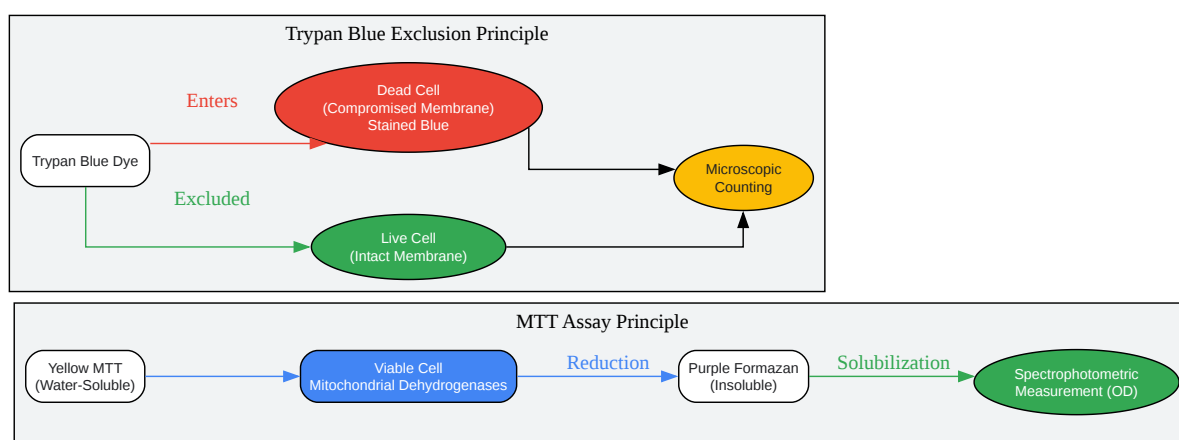 Trypan Blue Exclusion Principle
Enters
Dead Cell
(Compromised Membrane)
Stained Blue
Trypan Blue Dye
Microscopic
Counting
Excluded
Live Cell
(Intact Membrane)
MTT Assay Principle
Yellow MTT
(Water-Soluble)
Viable Cell
Mitochondrial Dehydrogenases
Reduction
Purple Formazan
(Insoluble)
Solubilization
Spectrophotometric
Measurement (OD)